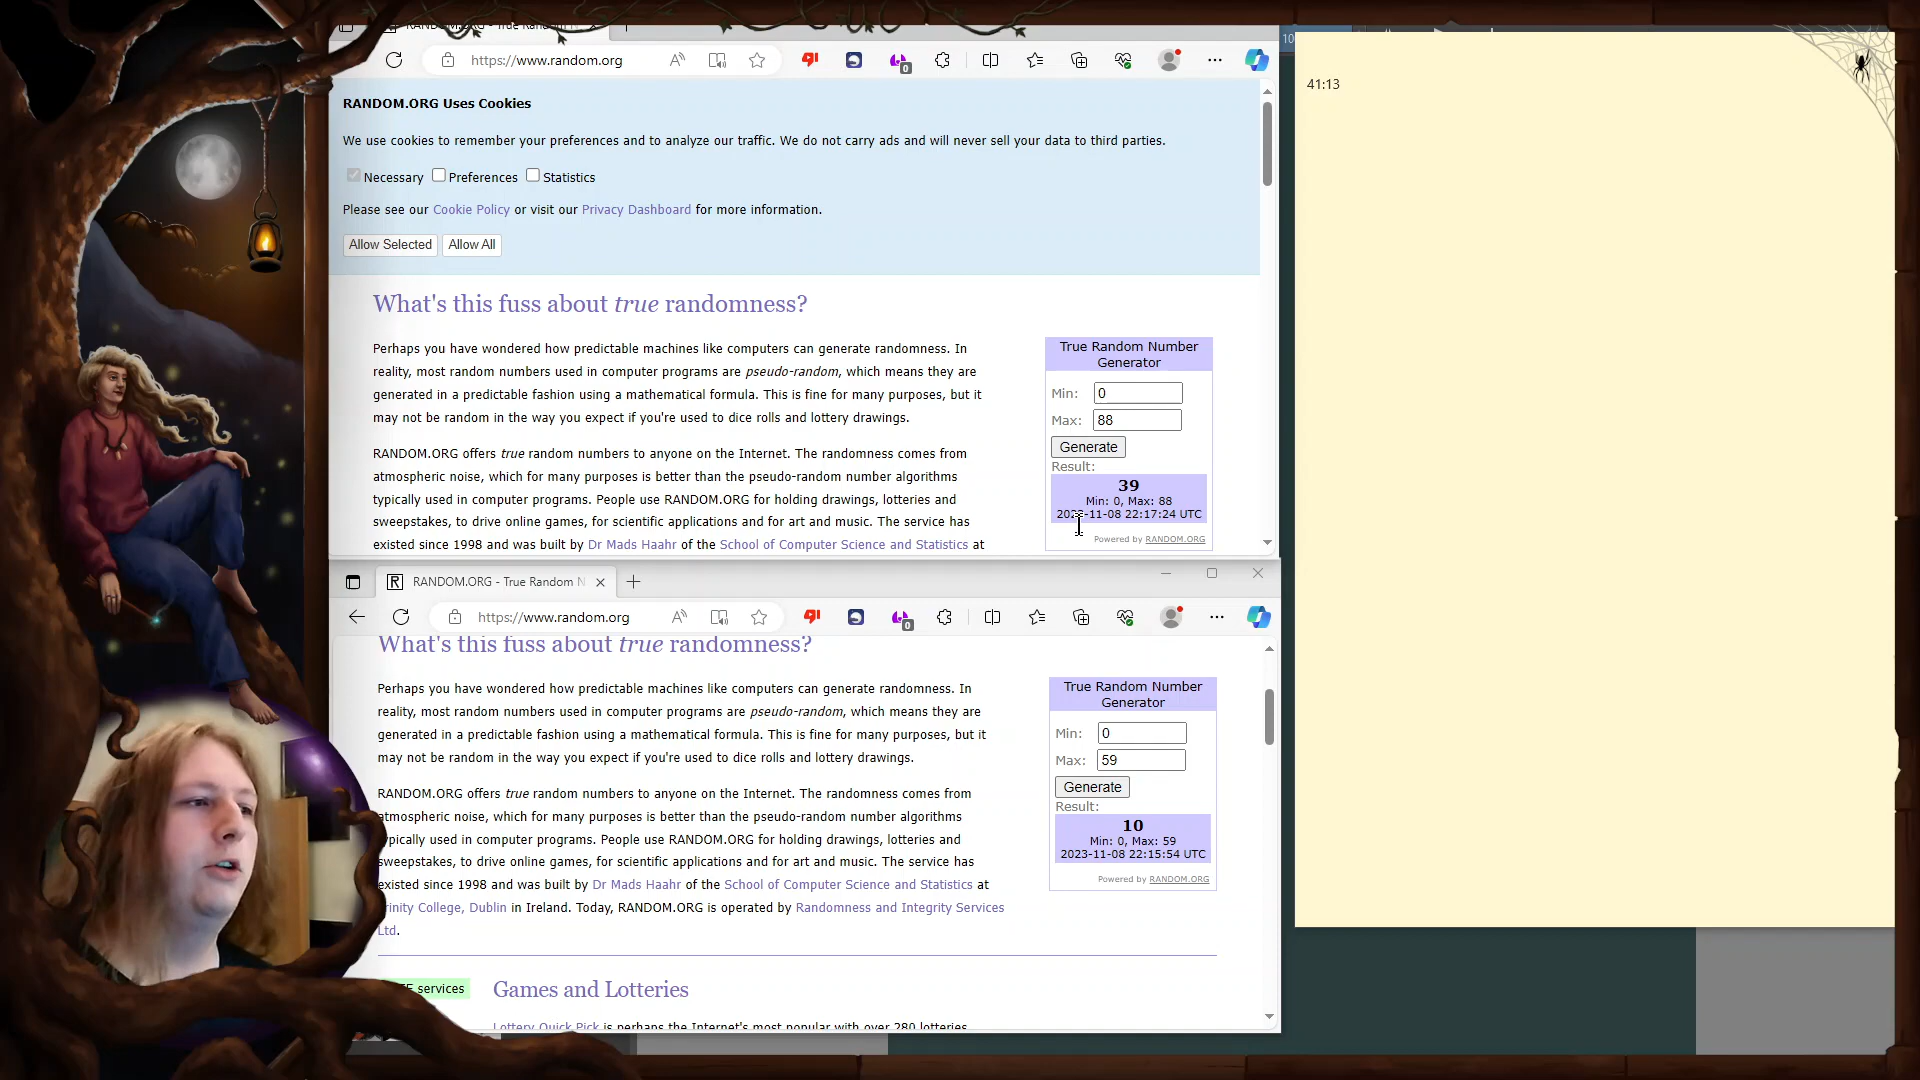 https://www.random.org
0
RANDOM.ORG Uses Cookies
We use cookies to remember your preferences and to analyze our traffic. We do not carry ads and will never sell your data to third parties.
Necessary Preferences Statistics
Please see our Cookie Policy or visit our Privacy Dashboard for more information.
Allow Selected Allow All
What's this fuss about true randomness?
Perhaps you have wondered how predictable machines like computers can generate randomness. In
reality, most random numbers used in computer programs are pseudo-random, which means they are
generated in a predictable fashion using a mathematical formula. This is fine for many purposes, but it
may not be random in the way you expect if you're used to dice rolls and lottery drawings.
RANDOM.ORG offers true random numbers to anyone on the Internet. The randomness comes from
atmospheric noise, which for many purposes is better than the pseudo-random number algorithms
typically used in computer programs. People use RANDOM.ORG for holding drawings, lotteries and
sweepstakes, to drive online games, for scientific applications and for art and music. The service has
existed since 1998 and was built by Dr Mads Haahr of the School of Computer Science and Statistics at
True Random Number
Generator
Min: 0
Max: 88
Generate
Result:
39
Min: 0, Max: 88
2023-11-08 22:17:24 UTC
Powered by RANDOM.ORG
RANDOM.ORG - True Random N
https://www.random.org
0
What's this fuss about true randomness?
Perhaps you have wondered how predictable machines like computers can generate randomness. In
reality, most random numbers used in computer programs are pseudo-random, which means they are
generated in a predictable fashion using a mathematical formula. This is fine for many purposes, but it
may not be random in the way you expect if you're used to dice rolls and lottery drawings.
RANDOM.ORG offers true random numbers to anyone on the Internet. The randomness comes from
atmospheric noise, which for many purposes is better than the pseudo-random number algorithms
typically used in computer programs. People use RANDOM.ORG for holding drawings, lotteries and
sweepstakes, to drive online games, for scientific applications and for art and music. The service has
existed since 1998 and was built by Dr Mads Haahr of the School of Computer Science and Statistics at
Trinity College, Dublin in Ireland. Today, RANDOM.ORG is operated by Randomness and Integrity Services
Ltd.
True Random Number
Generator
Min: 0
Max: 59
Generate
Result:
10
Min: 0, Max: 59
2023-11-08 22:15:54 UTC
Powered by RANDOM.ORG
services
Games and Lotteries
Lottery Quick Pick is perhaps the Internet's most popular with over 280 lotteries
10
41:13